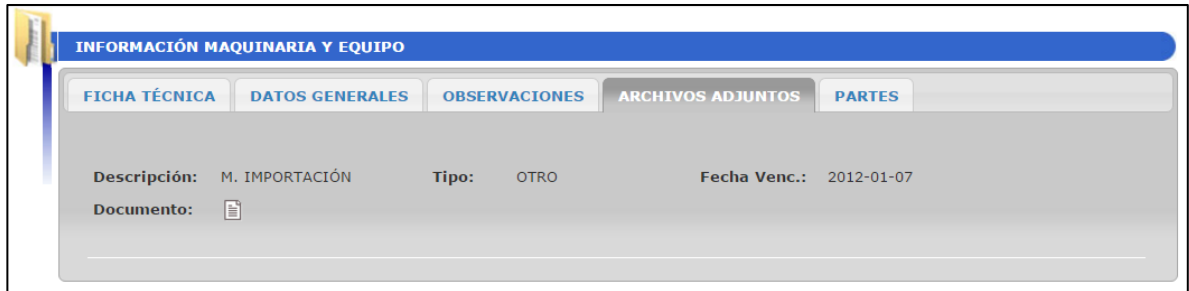 INFORMACIÓN MAQUINARIA Y EQUIPO
FICHA TÉCNICA DATOS GENERALES OBSERVACIONES ARCHIVOS ADJUNTOS PARTES
Descripción: M. IMPORTACIÓN Tipo: OTRO Fecha Venc.: 2012-01-07
Documento: